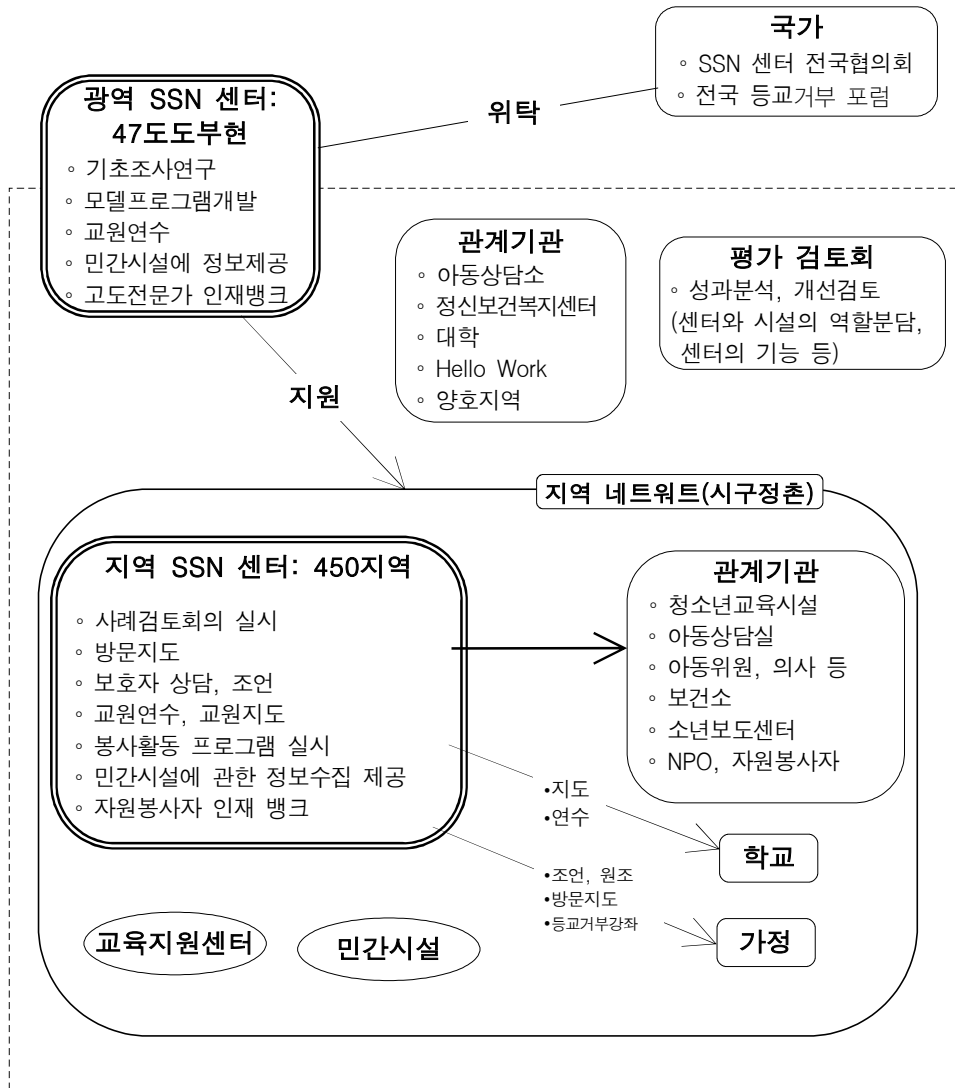 국가
◦ SSN 센터 전국협의회
◦ 전국 등교거부 포럼
광역 SSN 센터:
47도도부현
◦ 기초조사연구
◦ 모델프로그램개발
◦ 교원연수
◦ 민간시설에 정보제공
◦ 고도전문가 인재뱅크
위탁
관계기관
◦ 아동상담소
◦ 정신보건복지센터
◦ 대학
◦ Hello Work
◦ 양호지역
평가 검토회
◦ 성과분석, 개선검토
(센터와 시설의 역할분담,
센터의 기능 등)
지원
지역 네트워트(시구정촌)
지역 SSN 센터: 450지역
◦ 사례검토회의 실시
◦ 방문지도
◦ 보호자 상담, 조언
◦ 교원연수, 교원지도
◦ 봉사활동 프로그램 실시
◦ 민간시설에 관한 정보수집 제공
◦ 자원봉사자 인재 뱅크
관계기관
◦ 청소년교육시설
◦ 아동상담실
◦ 아동위원, 의사 등
◦ 보건소
◦ 소년보도센터
◦ NPO, 자원봉사자
•지도
•연수
학교
•조언, 원조
•방문지도
•등교거부강좌
가정
교육지원센터
민간시설